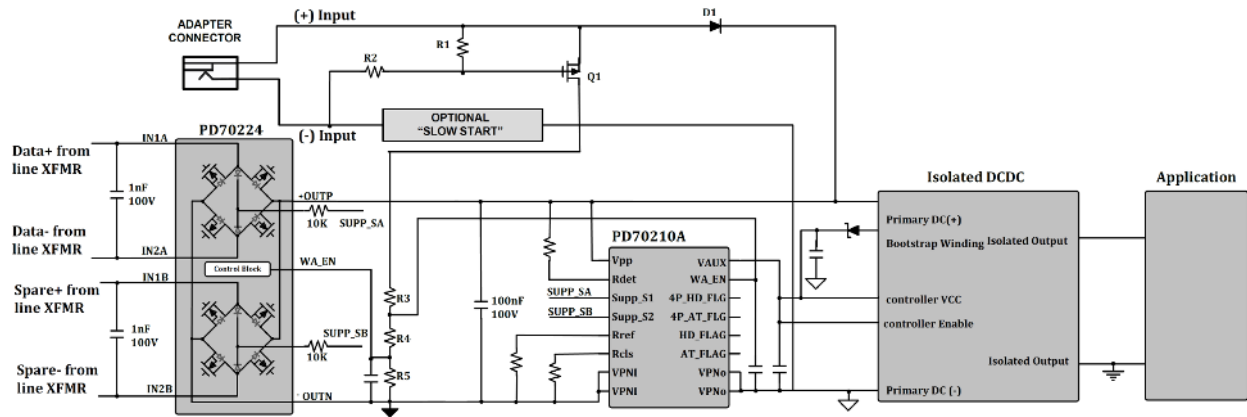 ADAPTER
CONNECTOR
(+) Input
D1
R1
R2
Q1
OPTIONAL
"SLOW START"
(-) Input
PD70224
IN1A
Data+ from
line XFMR
1nF
100V
+OUTP
10K
SUPP_SA
Data- from
line XFMR
IN2A
Control Block
WA_EN
IN1B
Spare+ from
line XFMR
1nF
100V
SUPP_SB
10K
Spare- from
line XFMR
IN2B
-OUTN
R3
R4
R5
100nF
100V
PD70210A
Vpp
Rdet
Supp_S1
Supp_S2
Rref
Rcls
VPNI
VPNI
VAUX
WA_EN
4P_HD_FLG
4P_AT_FLG
HD_FLAG
AT_FLAG
VPNo
VPNo
SUPP_SA
SUPP_SB
Isolated DCDC
Primary DC(+)
Bootstrap Winding
Isolated Output
controller VCC
controller Enable
Isolated Output
Primary DC (-)
Application